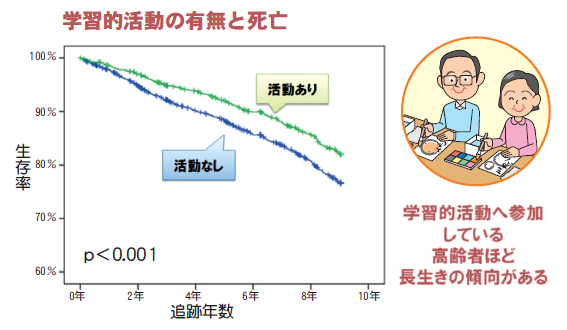 学習的活動の有無と死亡
100%
90%
80%
70%
60%
生存率
活動あり
活動なし
p<0.001
0年 2年 4年 6年 8年 10年
追跡年数
学習的活動へ参加
している
高齢者ほど
長生きの傾向がある